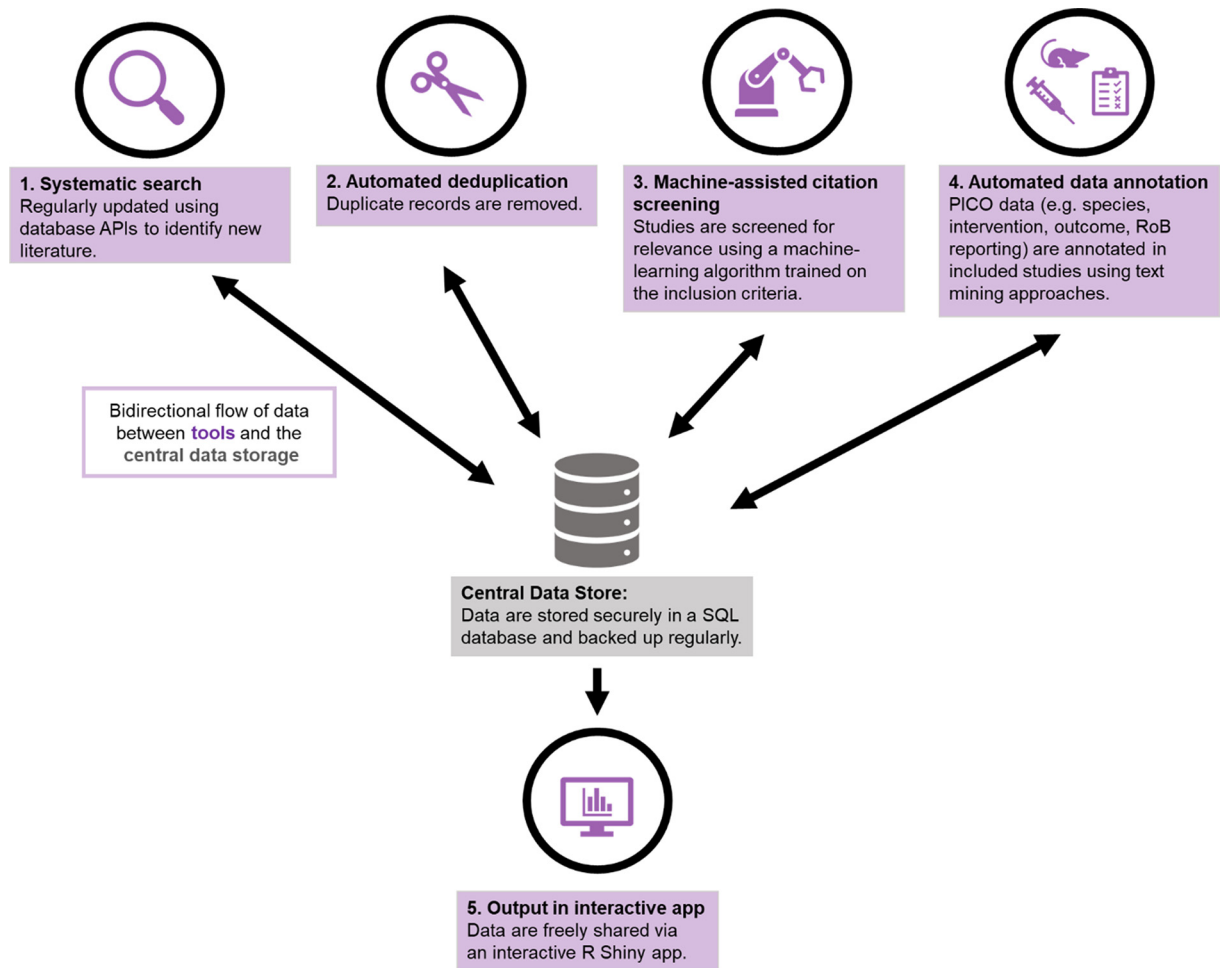 1. Systematic search
Regularly updated using
database APIs to identify new
literature.
2. Automated deduplication
Duplicate records are removed.
3. Machine-assisted citation
screening
Studies are screened for
relevance using a machine-
learning algorithm trained on
the inclusion criteria.
4. Automated data annotation
PICO data (e.g. species,
intervention, outcome, RoB
reporting) are annotated in
included studies using text
mining approaches.
Bidirectional flow of data
between tools and the
central data storage
Central Data Store:
Data are stored securely in a SQL
database and backed up regularly.
5. Output in interactive app
Data are freely shared via
an interactive R Shiny app.